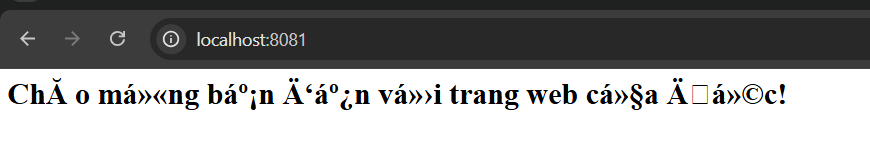 localhost:8081
ChĂ o má»«ng báº¡n Ä‘áº¿n vá»›i trang web cá»§a Ä□á»©c!